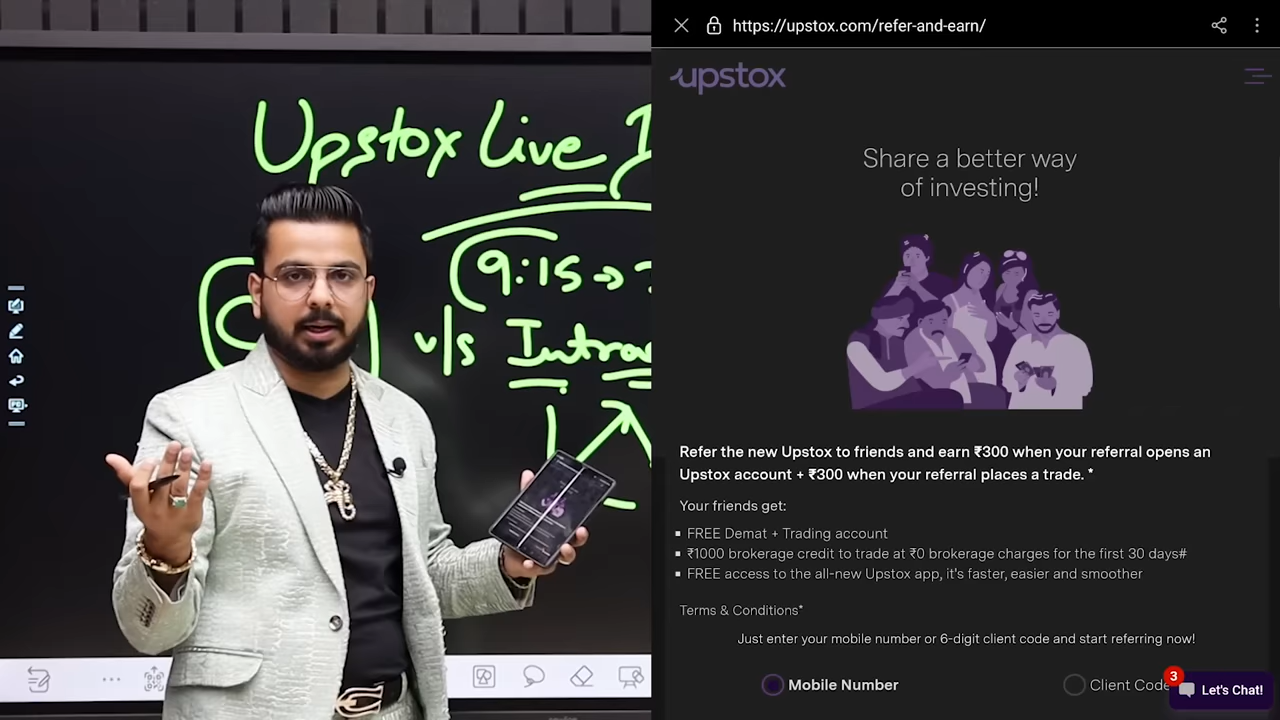 Upstox Live
(9:15 →
v/s Intra
https://upstox.com/refer-and-earn/
upstox
Share a better way
of investing!
Refer the new Upstox to friends and earn ₹300 when your referral opens an
Upstox account + ₹300 when your referral places a trade. *
Your friends get:
▪ FREE Demat + Trading account
▪ ₹1000 brokerage credit to trade at ₹0 brokerage charges for the first 30 days#
▪ FREE access to the all-new Upstox app, it's faster, easier and smoother
Terms & Conditions*
Just enter your mobile number or 6-digit client code and start referring now!
Mobile Number
Client Code
3
Let's Chat!